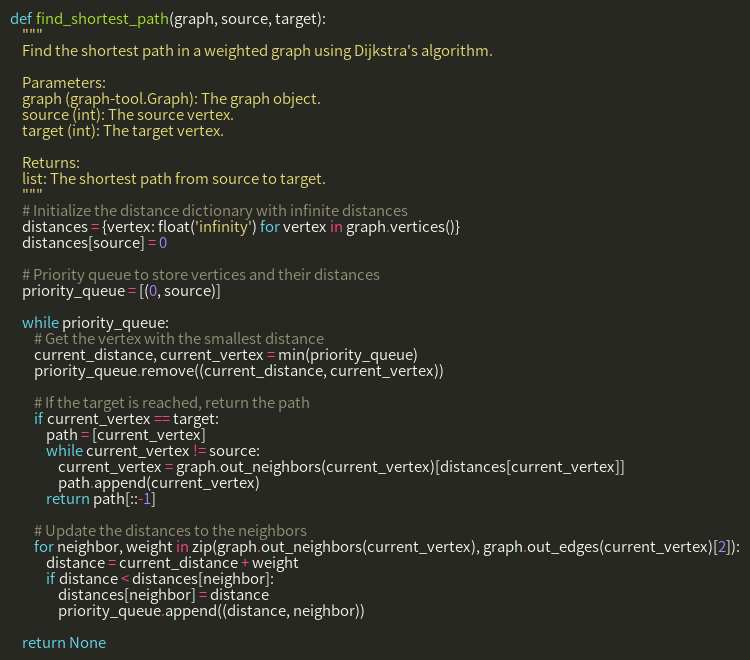 def find_shortest_path(graph, source, target):
    """
    Find the shortest path in a weighted graph using Dijkstra's algorithm.

    Parameters:
    graph (graph-tool.Graph): The graph object.
    source (int): The source vertex.
    target (int): The target vertex.

    Returns:
    list: The shortest path from source to target.
    """
    # Initialize the distance dictionary with infinite distances
    distances = {vertex: float('infinity') for vertex in graph.vertices()}
    distances[source] = 0

    # Priority queue to store vertices and their distances
    priority_queue = [(0, source)]

    while priority_queue:
        # Get the vertex with the smallest distance
        current_distance, current_vertex = min(priority_queue)
        priority_queue.remove((current_distance, current_vertex))

        # If the target is reached, return the path
        if current_vertex == target:
            path = [current_vertex]
            while current_vertex != source:
                current_vertex = graph.out_neighbors(current_vertex)[distances[current_vertex]]
                path.append(current_vertex)
            return path[::-1]

        # Update the distances to the neighbors
        for neighbor, weight in zip(graph.out_neighbors(current_vertex), graph.out_edges(current_vertex)[2]):
            distance = current_distance + weight
            if distance < distances[neighbor]:
                distances[neighbor] = distance
                priority_queue.append((distance, neighbor))

    return None